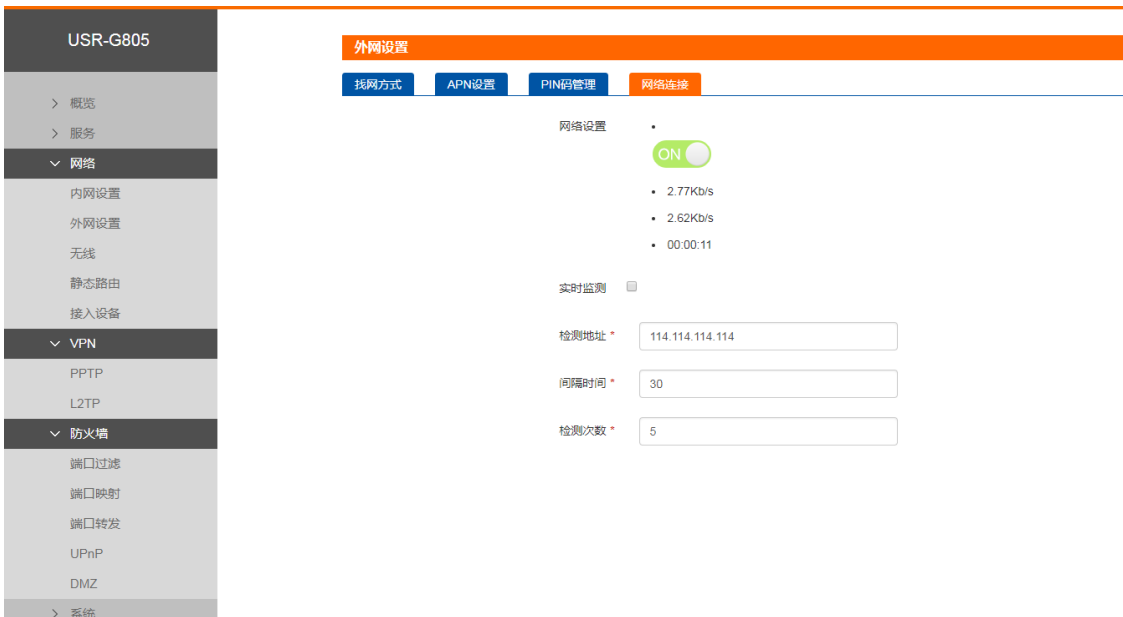 USR-G805
概览
服务
网络
内网设置
外网设置
无线
静态路由
接入设备
VPN
PPTP
L2TP
防火墙
端口过滤
端口映射
端口转发
UPnP
DMZ
系统
外网设置
找网方式 APN设置 PIN码管理 网络连接
网络设置
ON
2.77Kb/s
2.62Kb/s
00:00:11
实时监测
检测地址 * 114.114.114.114
间隔时间 * 30
检测次数 * 5